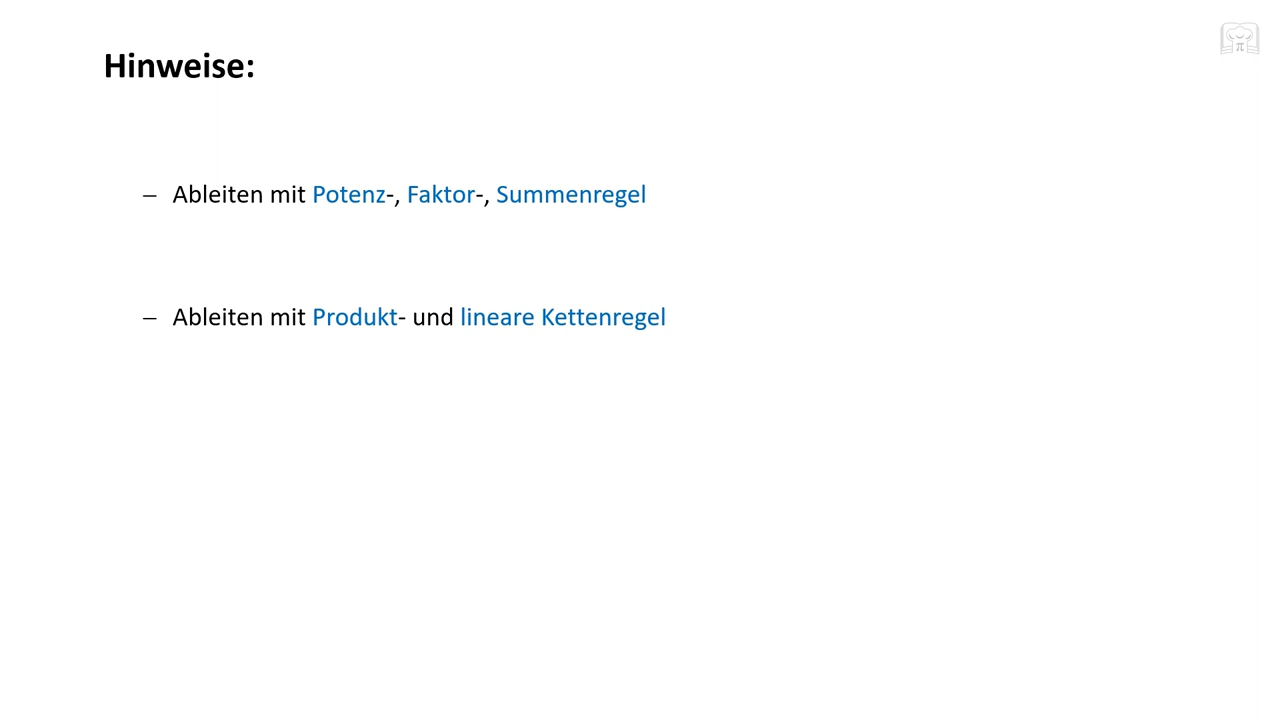 Hinweise:
– Ableiten mit Potenz-, Faktor-, Summenregel
– Ableiten mit Produkt- und lineare Kettenregel
π